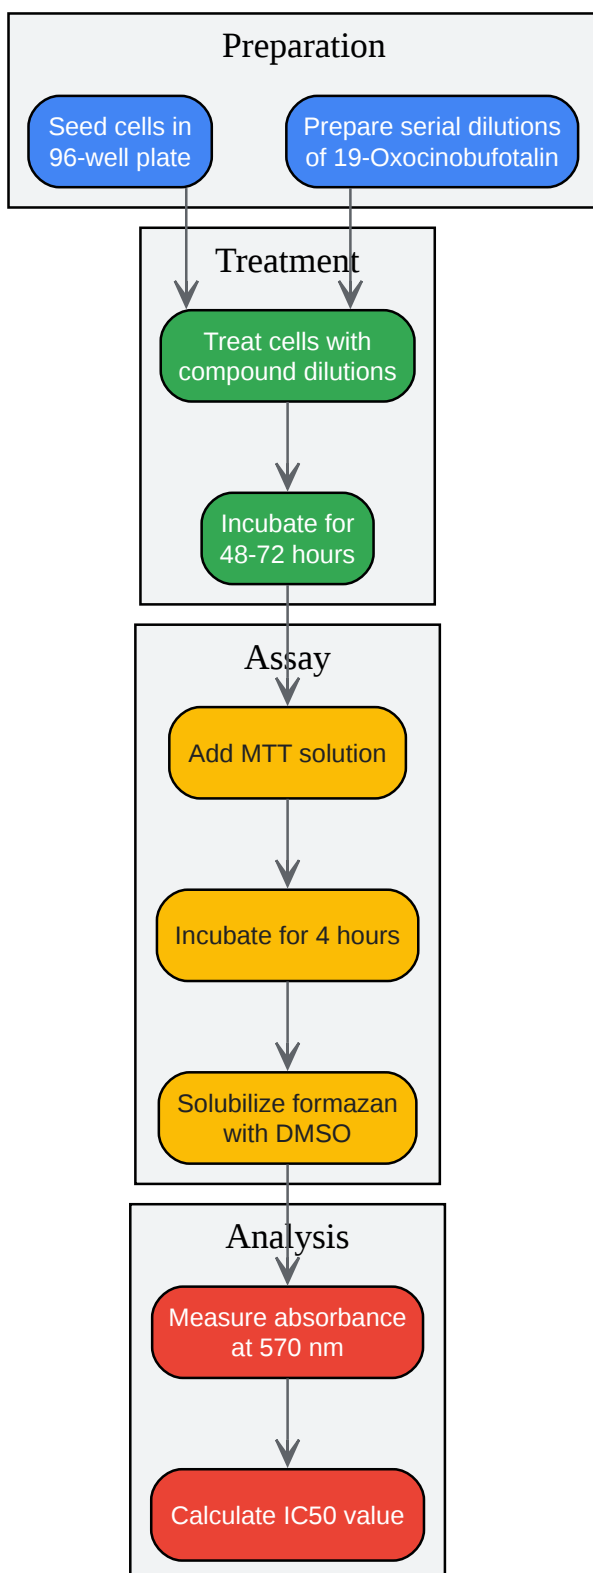 Preparation
Seed cells in
96-well plate
Prepare serial dilutions
of 19-Oxocinobufotalin
Treatment
Treat cells with
compound dilutions
Incubate for
48-72 hours
Assay
Add MTT solution
Incubate for 4 hours
Solubilize formazan
with DMSO
Analysis
Measure absorbance
at 570 nm
Calculate IC50 value